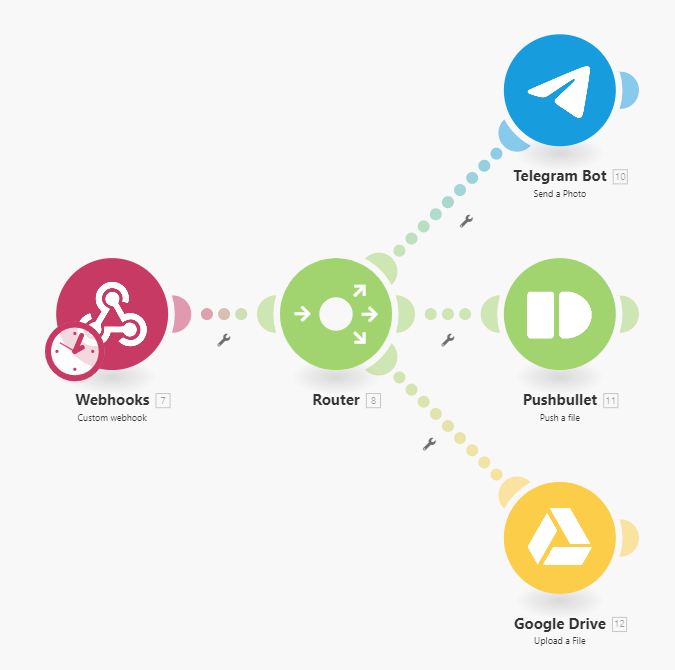 Telegram Bot 10
Send a Photo
Webhooks 7
Custom webhook
Router 8
Pushbullet 11
Push a file
Google Drive 12
Upload a File